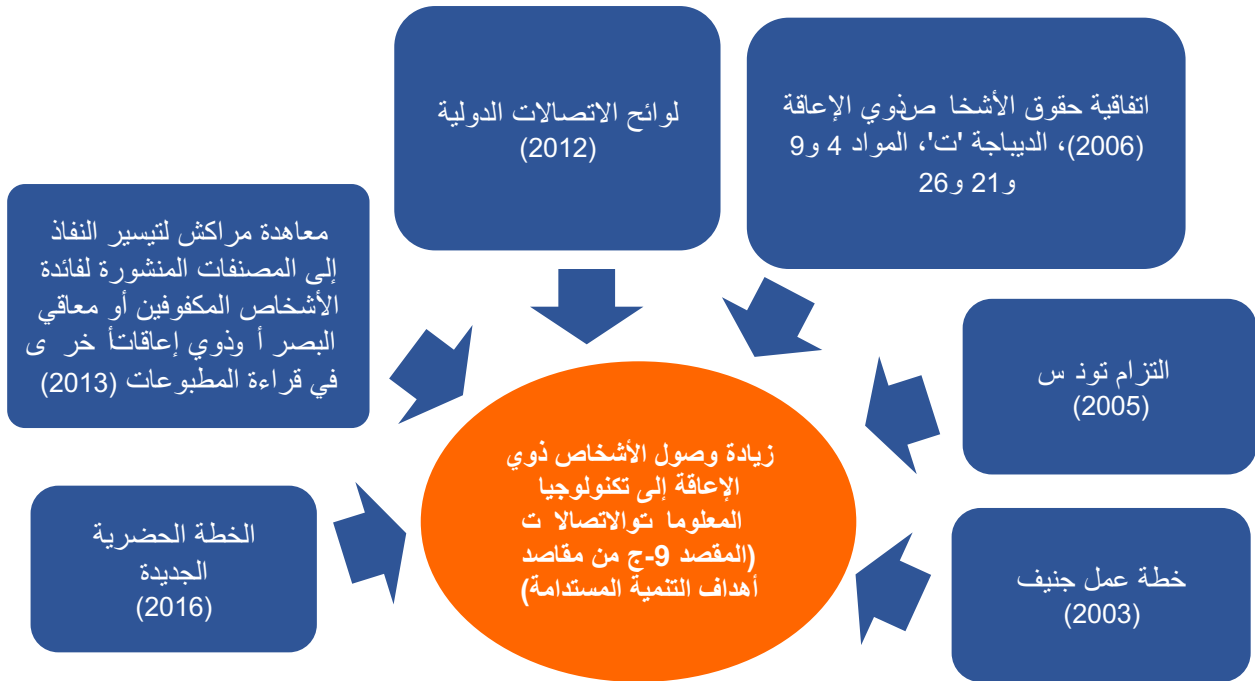 اتفاقية حقوق الأشخا صذوي الإعاقة
(2006)، الديباجة 'ت'، المواد 4 و9
و21 و26
لوائح الاتصالات الدولية
(2012)
معاهدة مراكش لتيسير النفاذ
إلى المصنفات المنشورة لفائدة
الأشخاص المكفوفين أو معاقي
البصر أ وذوي إعاقاتأ خر ى
في قراءة المطبوعات (2013)
التزام تونـ س
(2005)
زيادة وصول الأشخاص ذوي
الإعاقة إلى تكنولوجيا
المعلوما توالاتصالا ت
(المقصد 9-ج من مقاصد
أهداف التنمية المستدامة)
الخطة الحضرية
الجديدة
(2016)
خطة عمل جنيف
(2003)